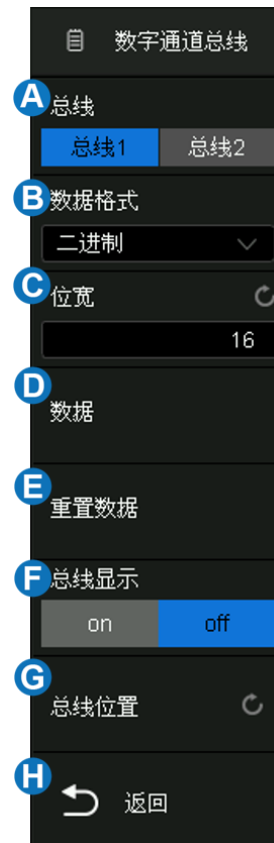 数字通道总线
A
总线
总线1 总线2
B
数据格式
二进制
C
位宽
16
D
数据
E
重置数据
F
总线显示
on off
G
总线位置
H
返回